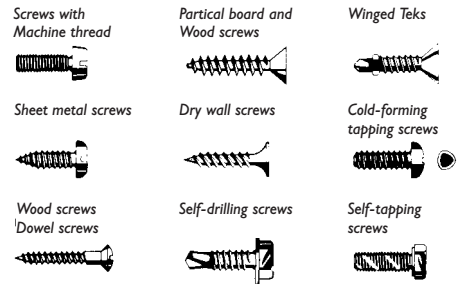 Screws with
Machine thread
Partical board and
Wood screws
Winged Teks
Sheet metal screws
Dry wall screws
Cold-forming
tapping screws
Wood screws
Dowel screws
Self-drilling screws
Self-tapping
screws